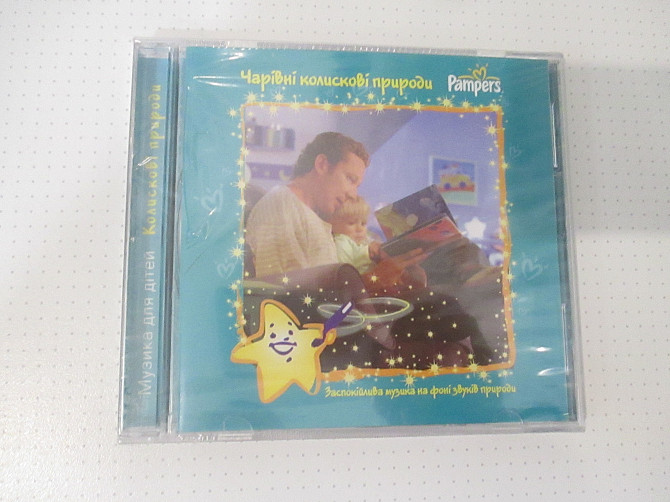 Чарівні колискові природи
Pampers
Заспокійлива музика на фоні звуків природи
Музика для дітей Колискові природи